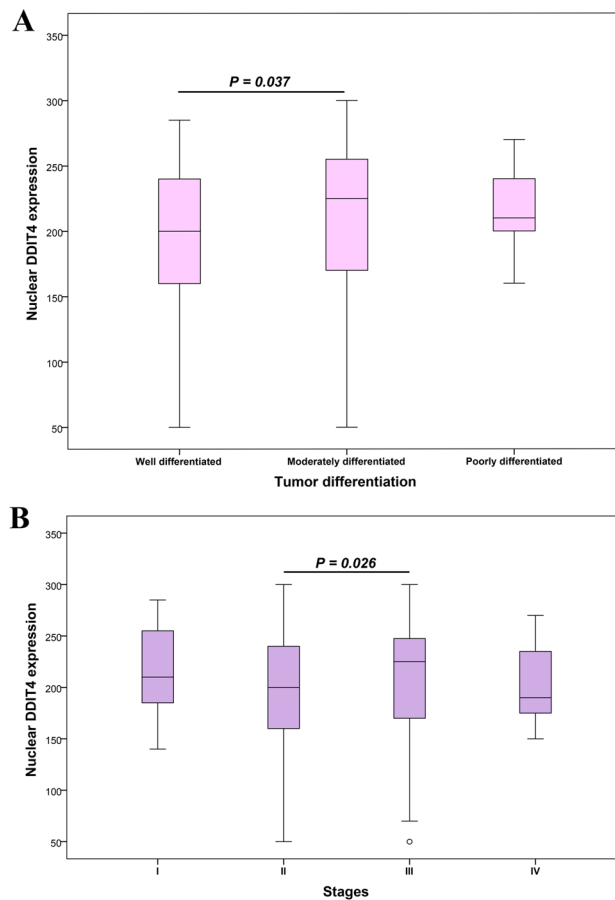 A
350
300
250
200
150
100
50
Nuclear DDIT4 expression
P = 0.037
Well differentiated Moderately differentiated Poorly differentiated
Tumor differentiation
B
350
300
250
200
150
100
50
Nuclear DDIT4 expression
P = 0.026
I II III IV
Stages